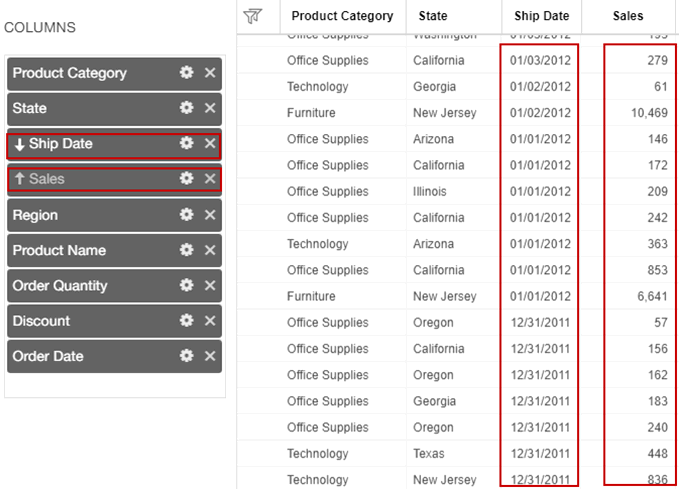 COLUMNS
Product Category
State
↓ Ship Date
↑ Sales
Region
Product Name
Order Quantity
Discount
Order Date
Product Category State Ship Date Sales
Office Supplies Washington 01/03/2012 193
Office Supplies California 01/03/2012 279
Technology Georgia 01/02/2012 61
Furniture New Jersey 01/02/2012 10,469
Office Supplies Arizona 01/01/2012 146
Office Supplies California 01/01/2012 172
Office Supplies Illinois 01/01/2012 209
Office Supplies California 01/01/2012 242
Technology Arizona 01/01/2012 363
Office Supplies California 01/01/2012 853
Furniture New Jersey 01/01/2012 6,641
Office Supplies Oregon 12/31/2011 57
Office Supplies California 12/31/2011 156
Office Supplies Oregon 12/31/2011 162
Office Supplies Georgia 12/31/2011 183
Office Supplies Oregon 12/31/2011 240
Technology Texas 12/31/2011 448
Technology New Jersey 12/31/2011 836